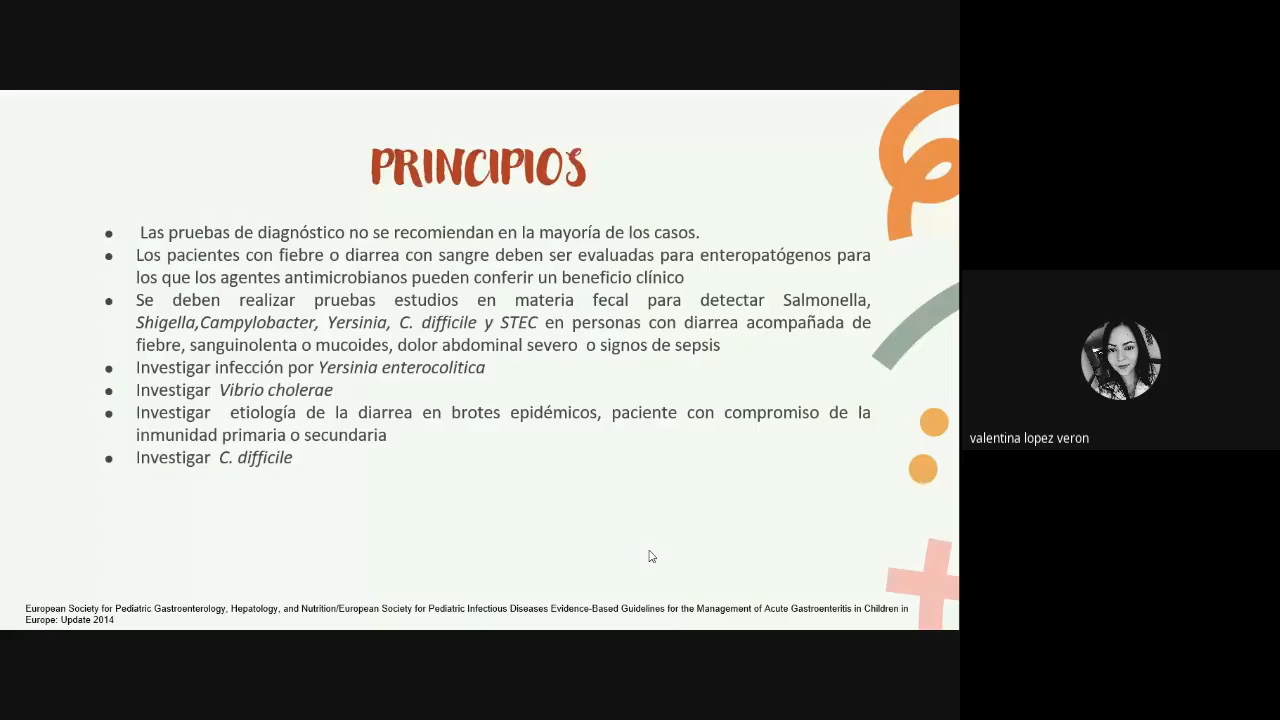 PRINCIPIOS
● Las pruebas de diagnóstico no se recomiendan en la mayoría de los casos.
● Los pacientes con fiebre o diarrea con sangre deben ser evaluadas para enteropatógenos para
los que los agentes antimicrobianos pueden conferir un beneficio clínico
● Se deben realizar pruebas estudios en materia fecal para detectar Salmonella,
Shigella,Campylobacter, Yersinia, C. difficile y STEC en personas con diarrea acompañada de
fiebre, sanguinolenta o mucoides, dolor abdominal severo o signos de sepsis
● Investigar infección por Yersinia enterocolitica
● Investigar Vibrio cholerae
● Investigar etiología de la diarrea en brotes epidémicos, paciente con compromiso de la
inmunidad primaria o secundaria
● Investigar C. difficile
European Society for Pediatric Gastroenterology, Hepatology, and Nutrition/European Society for Pediatric Infectious Diseases Evidence-Based Guidelines for the Management of Acute Gastroenteritis in Children in
Europe: Update 2014
valentina lopez veron